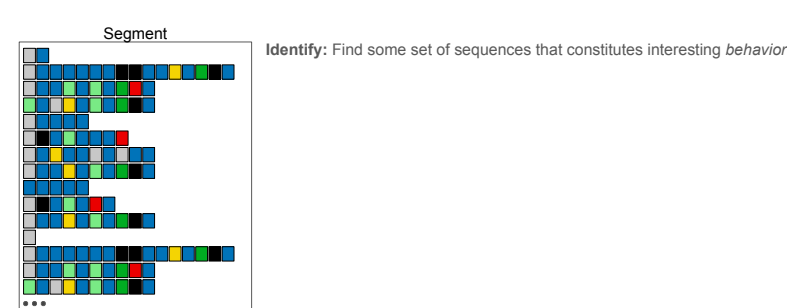 Segment
Identify: Find some set of sequences that constitutes interesting behavior